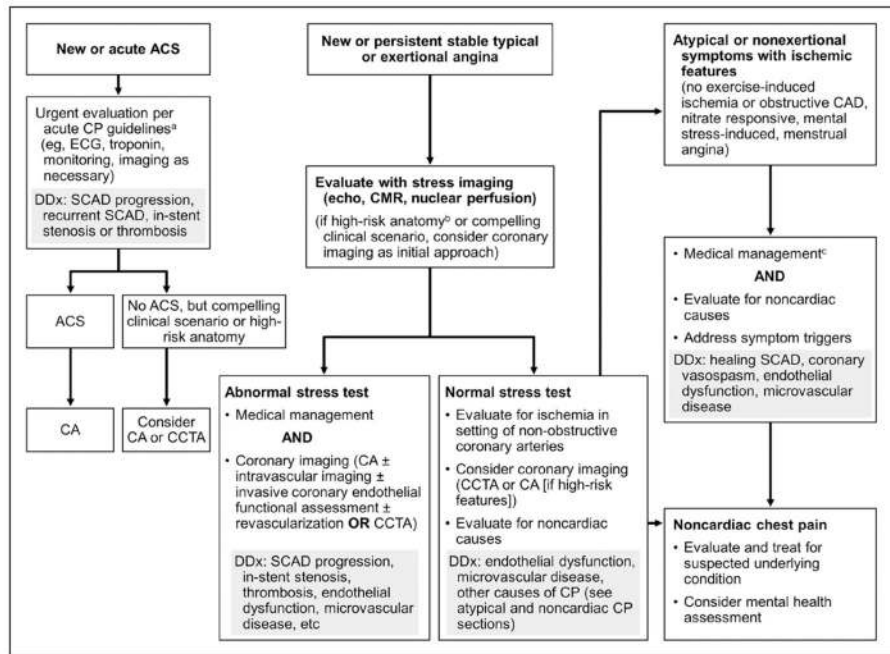 New or acute ACS
Urgent evaluation per
acute CP guidelinesᵃ
(eg, ECG, troponin,
monitoring, imaging as
necessary)
DDx: SCAD progression,
recurrent SCAD, in-stent
stenosis or thrombosis
ACS
No ACS, but compelling
clinical scenario or high-
risk anatomy
CA
Consider
CA or CCTA
New or persistent stable typical
or exertional angina
Evaluate with stress imaging
(echo, CMR, nuclear perfusion)
(if high-risk anatomyᵇ or compelling
clinical scenario, consider coronary
imaging as initial approach)
Abnormal stress test
• Medical management
AND
• Coronary imaging (CA ±
intravascular imaging ±
invasive coronary endothelial
functional assessment ±
revascularization OR CCTA)
DDx: SCAD progression,
in-stent stenosis,
thrombosis, endothelial
dysfunction, microvascular
disease, etc
Normal stress test
• Evaluate for ischemia in
setting of non-obstructive
coronary arteries
• Consider coronary imaging
(CCTA or CA [if high-risk
features])
• Evaluate for noncardiac
causes
DDx: endothelial dysfunction,
microvascular disease,
other causes of CP (see
atypical and noncardiac CP
sections)
Atypical or nonexertional
symptoms with ischemic
features
(no exercise-induced
ischemia or obstructive CAD,
nitrate responsive, mental
stress-induced, menstrual
angina)
• Medical managementᶜ
AND
• Evaluate for noncardiac
causes
• Address symptom triggers
DDx: healing SCAD, coronary
vasospasm, endothelial
dysfunction, microvascular
disease
Noncardiac chest pain
• Evaluate and treat for
suspected underlying
condition
• Consider mental health
assessment